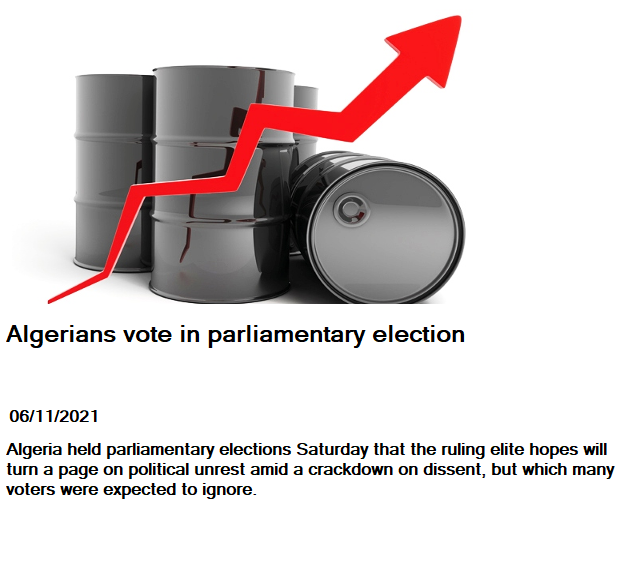 Algerians vote in parliamentary election
06/11/2021
Algeria held parliamentary elections Saturday that the ruling elite hopes will
turn a page on political unrest amid a crackdown on dissent, but which many
voters were expected to ignore.